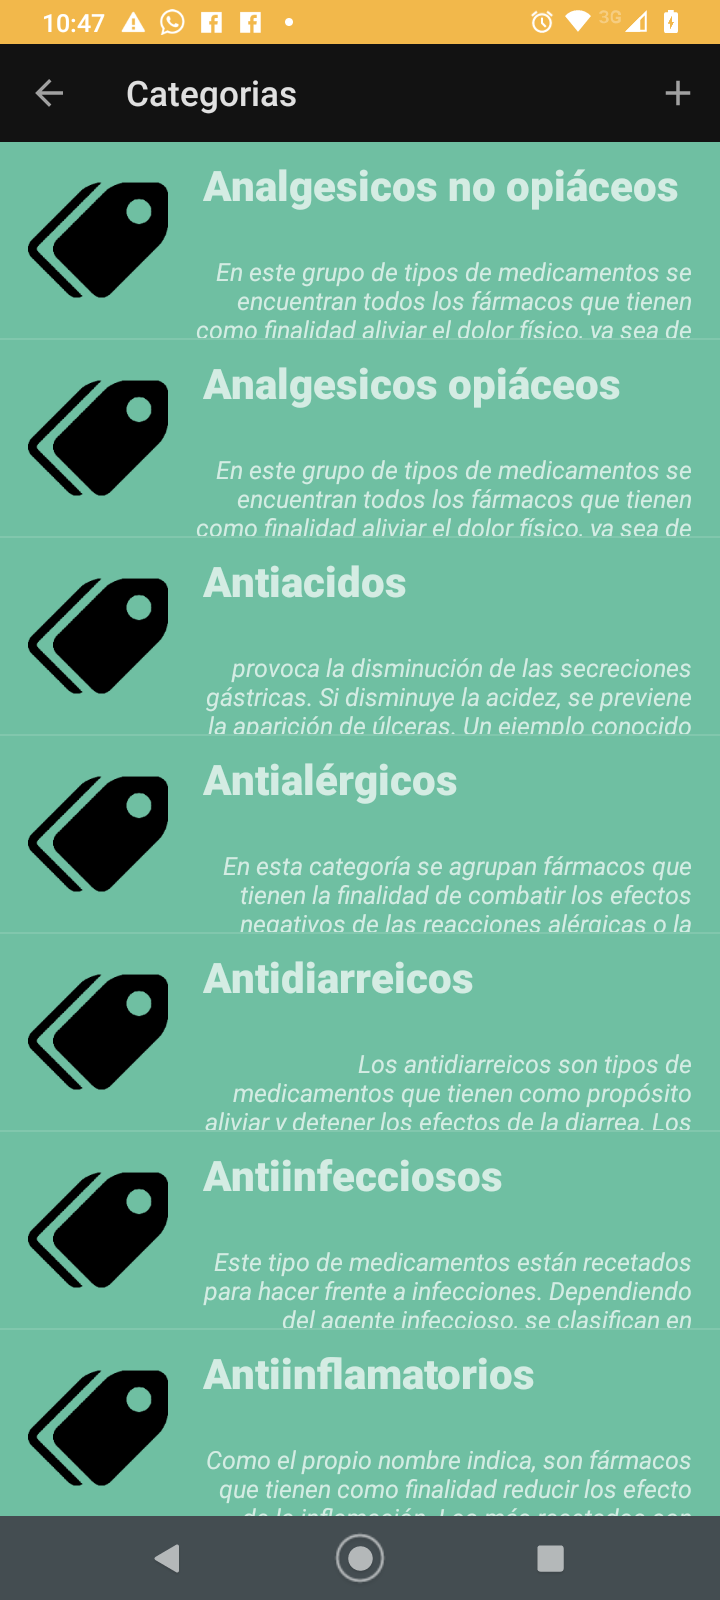 10:47
3G
Categorias
Analgesicos no opiáceos
En este grupo de tipos de medicamentos se
encuentran todos los fármacos que tienen
como finalidad aliviar el dolor físico, ya sea de
Analgesicos opiáceos
En este grupo de tipos de medicamentos se
encuentran todos los fármacos que tienen
como finalidad aliviar el dolor físico, ya sea de
Antiacidos
provoca la disminución de las secreciones
gástricas. Si disminuye la acidez, se previene
la aparición de úlceras. Un ejemplo conocido
Antialérgicos
En esta categoría se agrupan fármacos que
tienen la finalidad de combatir los efectos
negativos de las reacciones alérgicas o la
Antidiarreicos
Los antidiarreicos son tipos de
medicamentos que tienen como propósito
aliviar y detener los efectos de la diarrea. Los
Antiinfecciosos
Este tipo de medicamentos están recetados
para hacer frente a infecciones. Dependiendo
del agente infeccioso, se clasifican en
Antiinflamatorios
Como el propio nombre indica, son fármacos
que tienen como finalidad reducir los efecto
de la inflamación. Los más recetados son